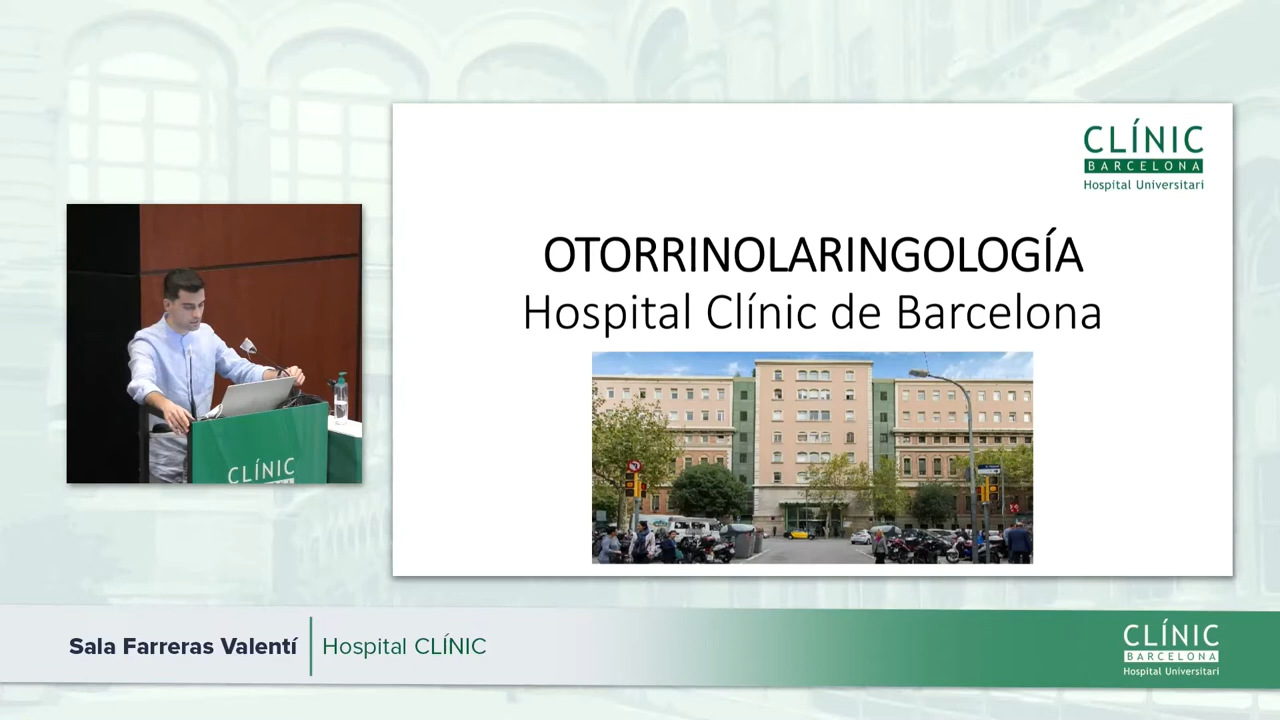 CLÍNIC
BARCELONA
Hospital Universitari
OTORRINOLARINGOLOGÍA
Hospital Clínic de Barcelona
CLÍNIC
Sala Farreras Valentí
Hospital CLÍNIC
CLÍNIC
BARCELONA
Hospital Universitari